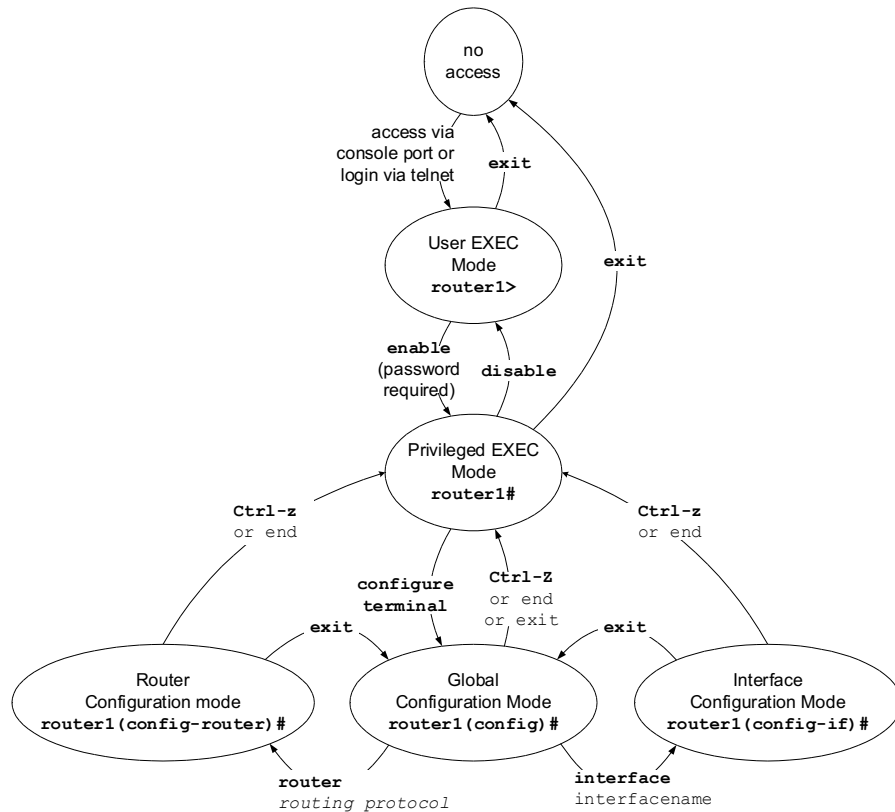 no
access
access via
console port or
login via telnet
exit
User EXEC
Mode
router1>
exit
enable
(password
required)
disable
Privileged EXEC
Mode
router1#
Ctrl-z
or end
Ctrl-z
or end
configure
terminal
Ctrl-Z
or end
or exit
exit
exit
Router
Configuration mode
router1(config-router)#
Global
Configuration Mode
router1(config)#
Interface
Configuration Mode
router1(config-if)#
router
routing protocol
interface
interfacename